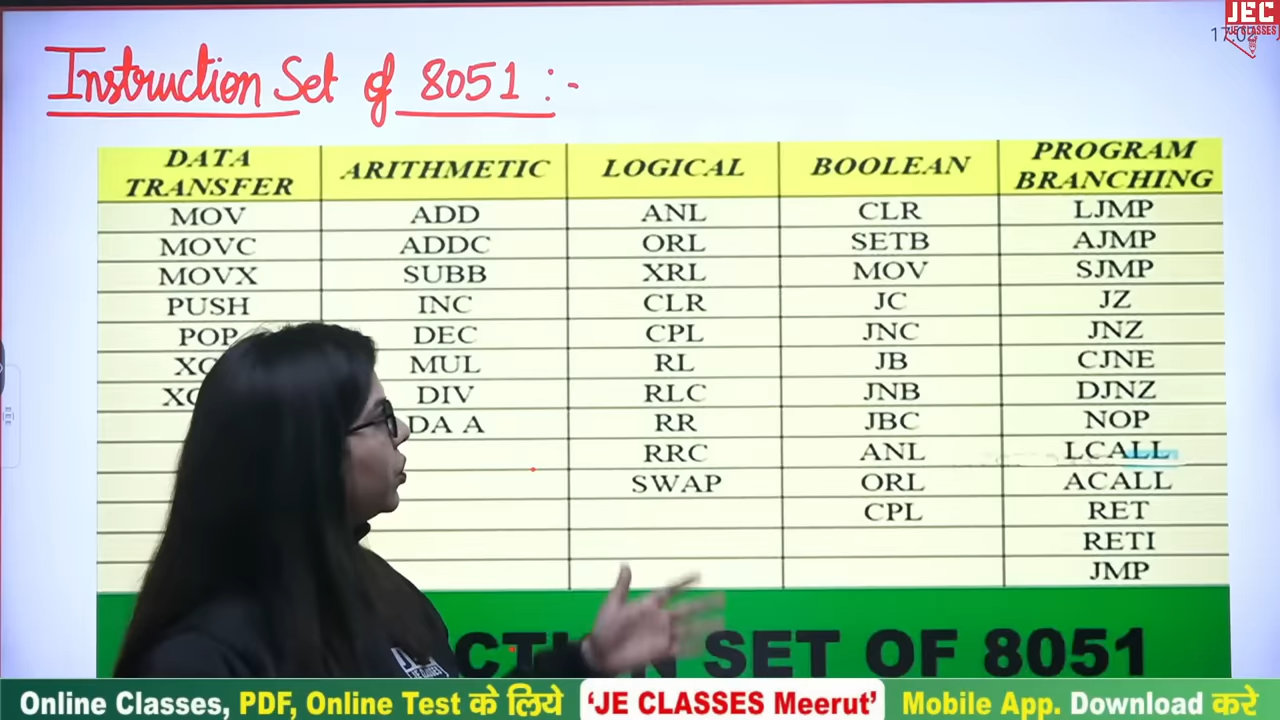 JEC
JE CLASSES
Instruction Set of 8051 :-
DATA TRANSFER ARITHMETIC LOGICAL BOOLEAN PROGRAM BRANCHING
MOV ADD ANL CLR LJMP
MOVC ADDC ORL SETB AJMP
MOVX SUBB XRL MOV SJMP
PUSH INC CLR JC JZ
POP DEC CPL JNC JNZ
MUL RL JB CJNE
DIV RLC JNB DJNZ
DA A RR JBC NOP
RRC ANL LCALL
SWAP ORL ACALL
CPL RET
RETI
JMP
SET OF 8051
Online Classes, PDF, Online Test के लिये 'JE CLASSES Meerut' Mobile App. Download करे